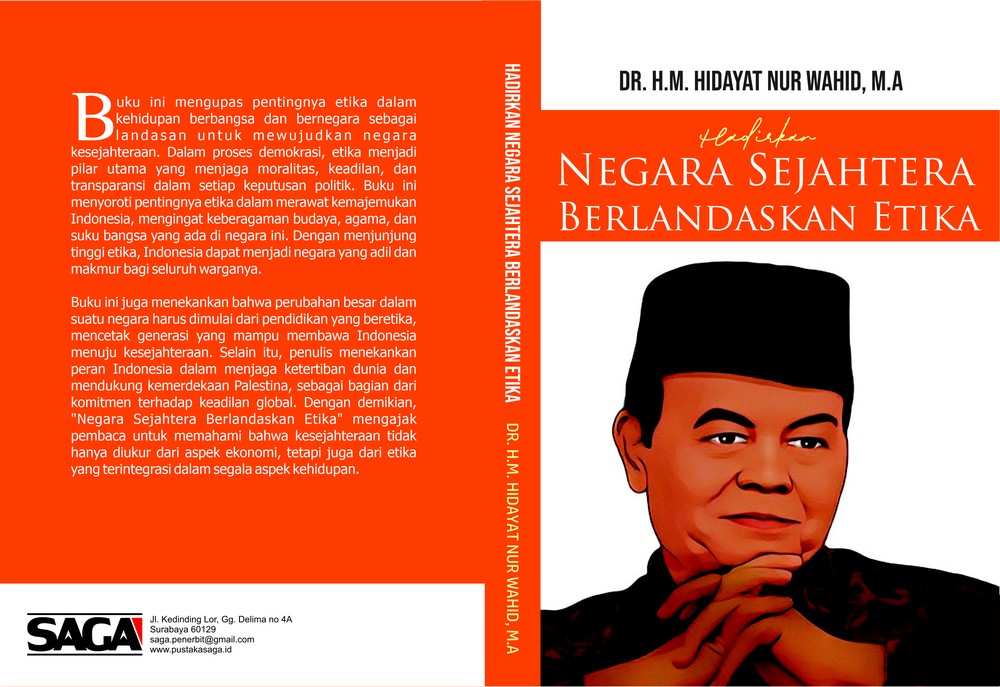 Buku ini mengupas pentingnya etika dalam
kehidupan berbangsa dan bernegara sebagai
landasan untuk mewujudkan negara
kesejahteraan. Dalam proses demokrasi, etika menjadi
pilar utama yang menjaga moralitas, keadilan, dan
transparansi dalam setiap keputusan politik. Buku ini
menyoroti pentingnya etika dalam merawat kemajemukan
Indonesia, mengingat keberagaman budaya, agama, dan
suku bangsa yang ada di negara ini. Dengan menjunjung
tinggi etika, Indonesia dapat menjadi negara yang adil dan
makmur bagi seluruh warganya.
Buku ini juga menekankan bahwa perubahan besar dalam
suatu negara harus dimulai dari pendidikan yang beretika,
mencetak generasi yang mampu membawa Indonesia
menuju kesejahteraan. Selain itu, penulis menekankan
peran Indonesia dalam menjaga ketertiban dunia dan
mendukung kemerdekaan Palestina, sebagai bagian dari
komitmen terhadap keadilan global. Dengan demikian,
"Negara Sejahtera Berlandaskan Etika" mengajak
pembaca untuk memahami bahwa kesejahteraan tidak
hanya diukur dari aspek ekonomi, tetapi juga dari etika
yang terintegrasi dalam segala aspek kehidupan.
SAGA
Jl. Kedinding Lor, Gg. Delima no 4A
Surabaya 60129
saga.penerbit@gmail.com
www.pustakasaga.id
HADIRKAN NEGARA SEJAHTERA BERLANDASKAN ETIKA DR. H.M. HIDAYAT NUR WAHID, M.A
DR. H.M. HIDAYAT NUR WAHID, M.A
Hadirkan
NEGARA SEJAHTERA
BERLANDASKAN ETIKA